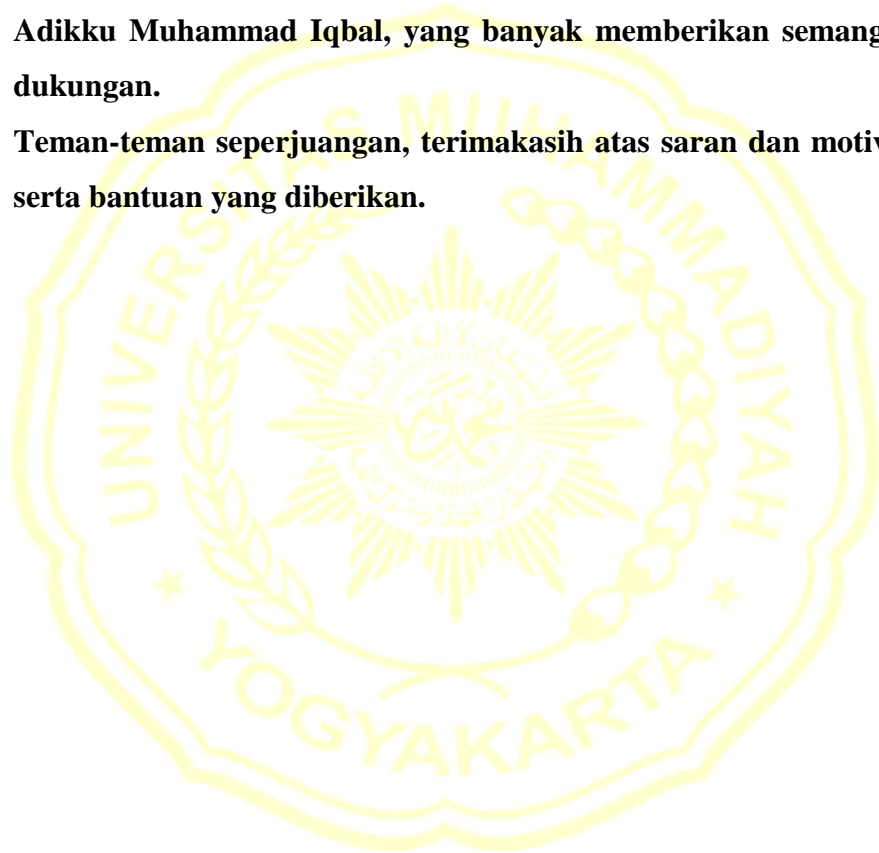 Adikku Muhammad Iqbal, yang banyak memberikan semang
dukungan.
Teman-teman seperjuangan, terimakasih atas saran dan motiv
serta bantuan yang diberikan.
UNIVERSITAS MUHAMMADIYAH
YOGYAKARTA